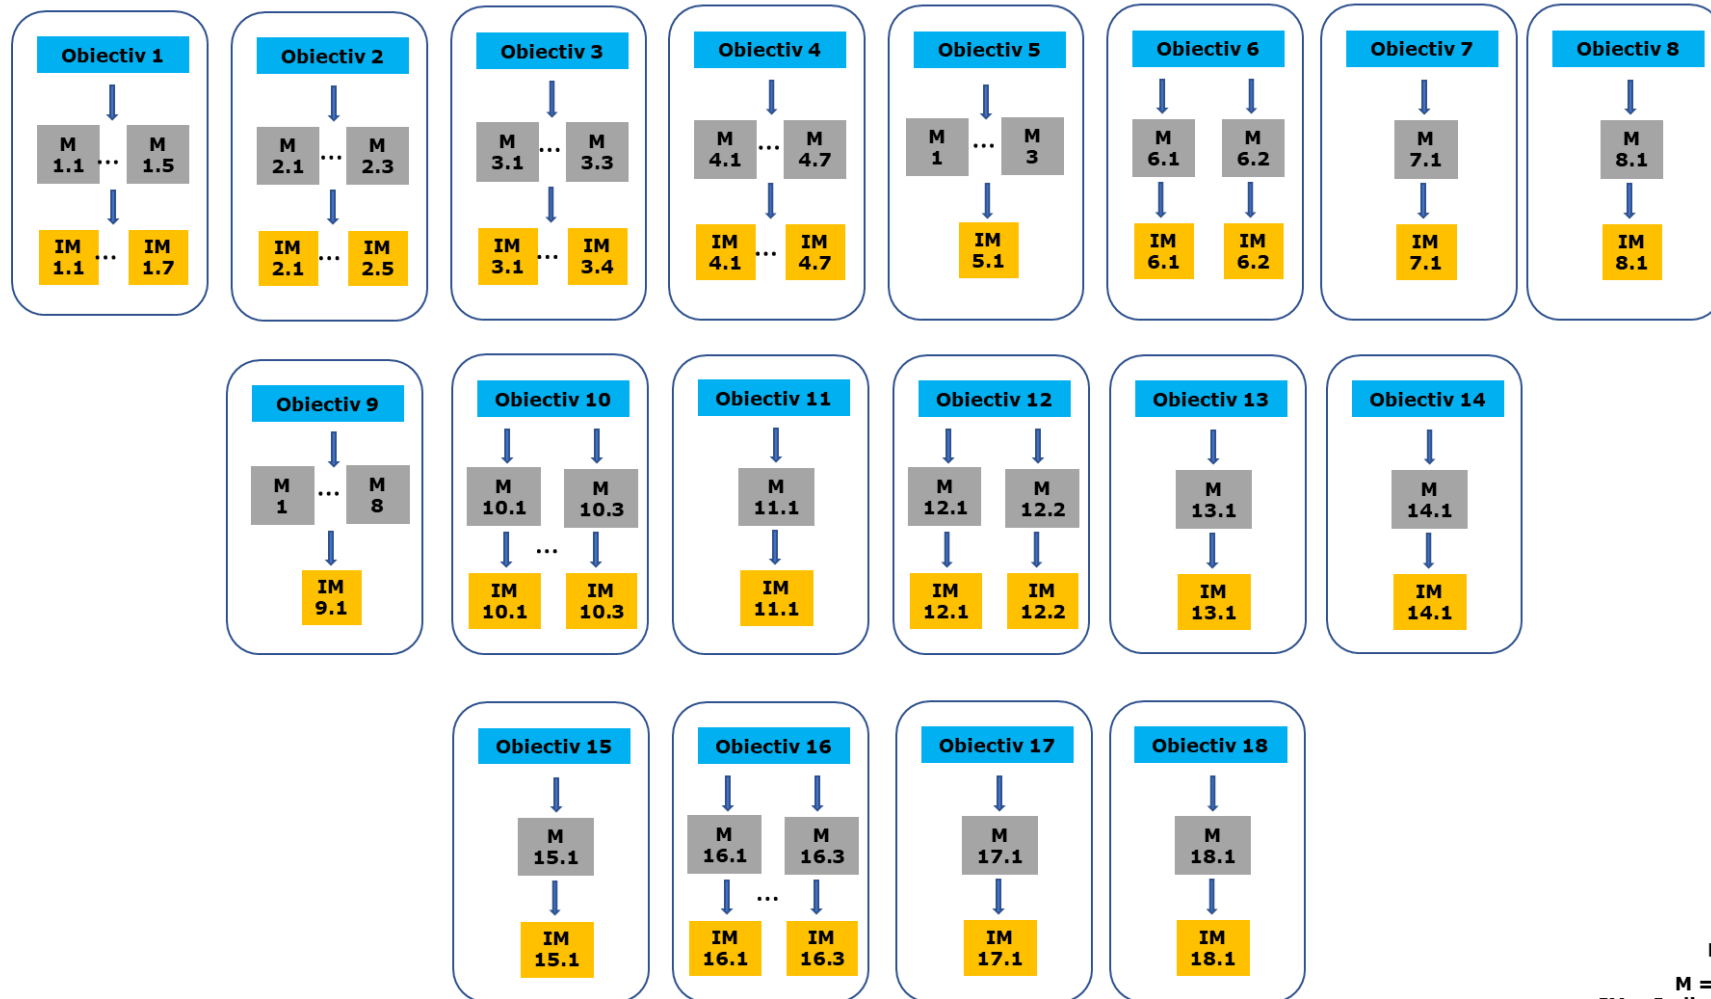 Obiectiv 1
Obiectiv 2
Obiectiv 3
Obiectiv 4
Obiectiv 5
Obiectiv 6
Obiectiv 7
Obiectiv 8
M
1.1
...
M
1.5
M
2.1
...
M
2.3
M
3.1
...
M
3.3
M
4.1
...
M
4.7
M
1
...
M
3
M
6.1
M
6.2
M
7.1
M
8.1
IM
1.1
...
IM
1.7
IM
2.1
...
IM
2.5
IM
3.1
...
IM
3.4
IM
4.1
...
IM
4.7
IM
5.1
IM
6.1
IM
6.2
IM
7.1
IM
8.1
Obiectiv 9
Obiectiv 10
Obiectiv 11
Obiectiv 12
Obiectiv 13
Obiectiv 14
M
1
...
M
8
M
10.1
M
10.3
M
11.1
M
12.1
M
12.2
M
13.1
M
14.1
...
IM
9.1
IM
10.1
IM
10.3
IM
11.1
IM
12.1
IM
12.2
IM
13.1
IM
14.1
Obiectiv 15
Obiectiv 16
Obiectiv 17
Obiectiv 18
M
15.1
M
16.1
M
16.3
M
17.1
M
18.1
...
IM
15.1
IM
16.1
IM
16.3
IM
17.1
IM
18.1
M =